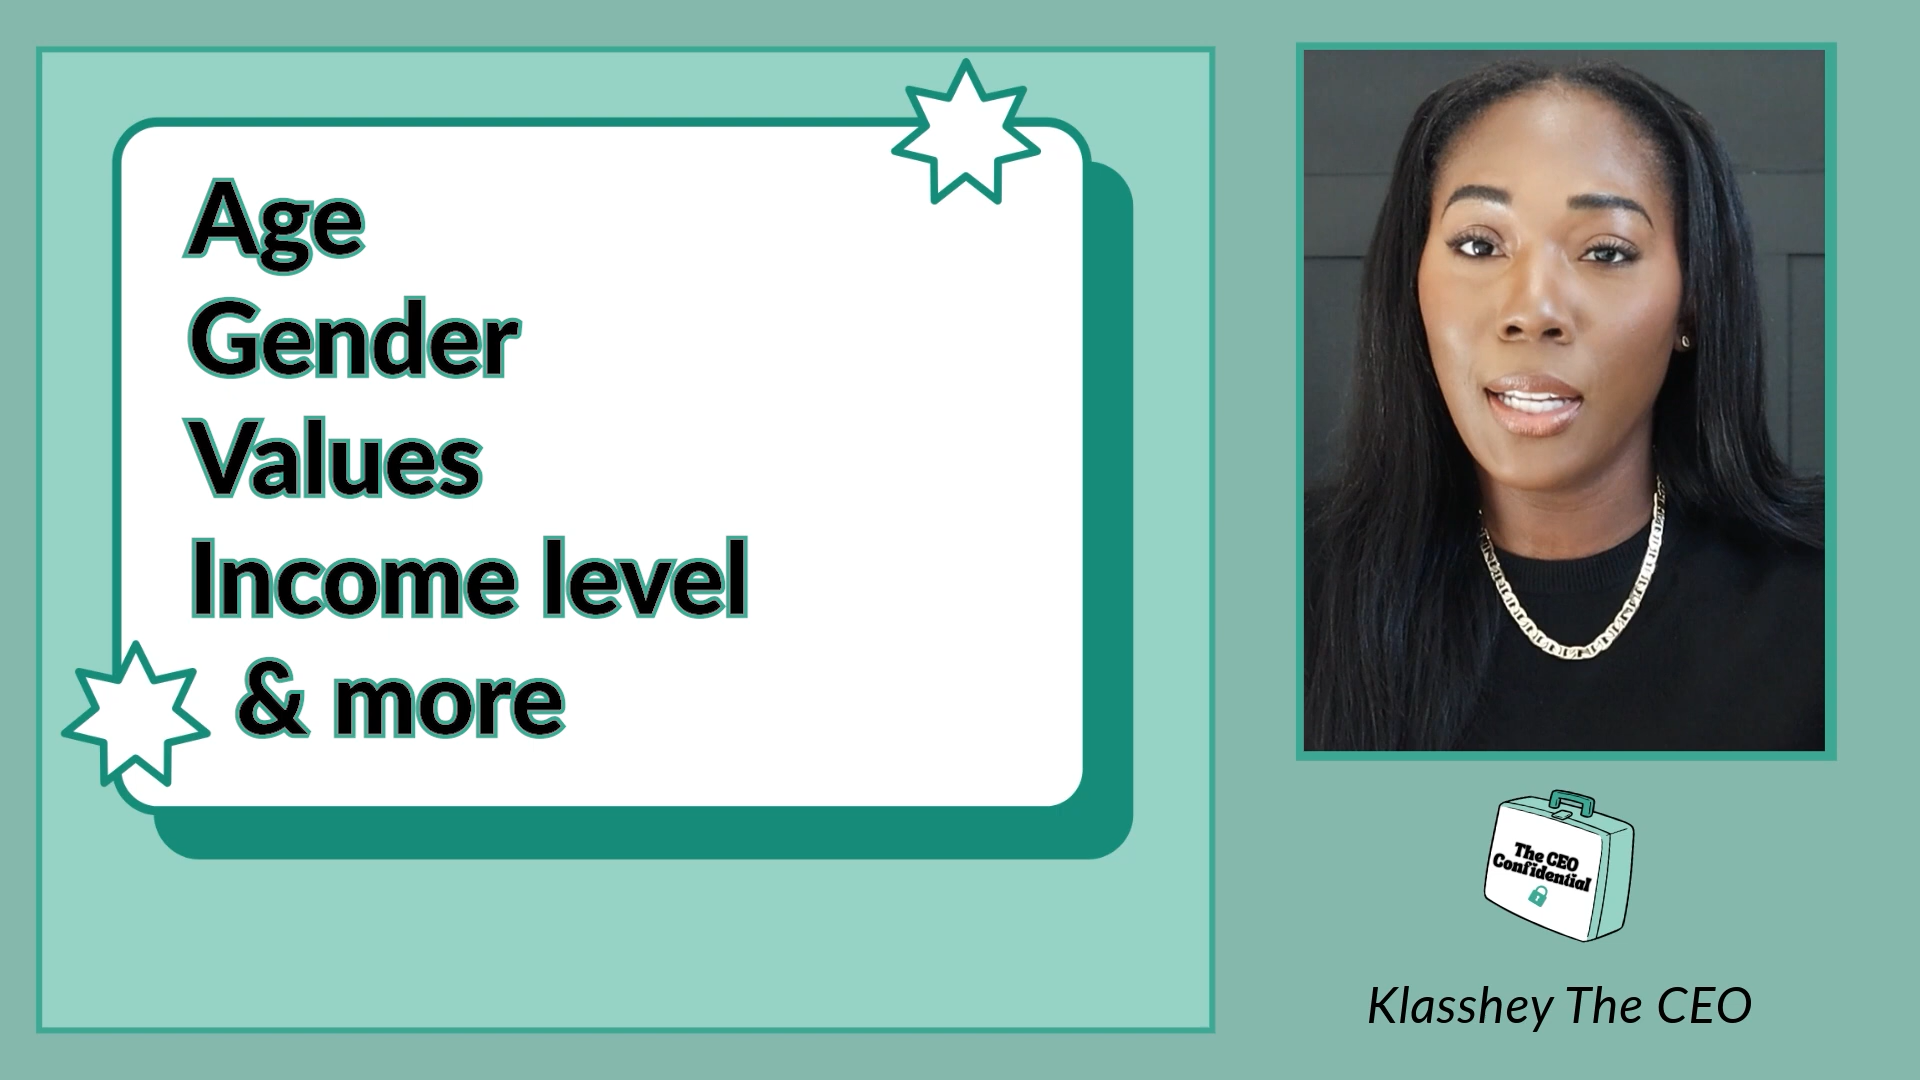 Age
Gender
Values
Income level
& more
The CEO
Confidential
Klasshey The CEO